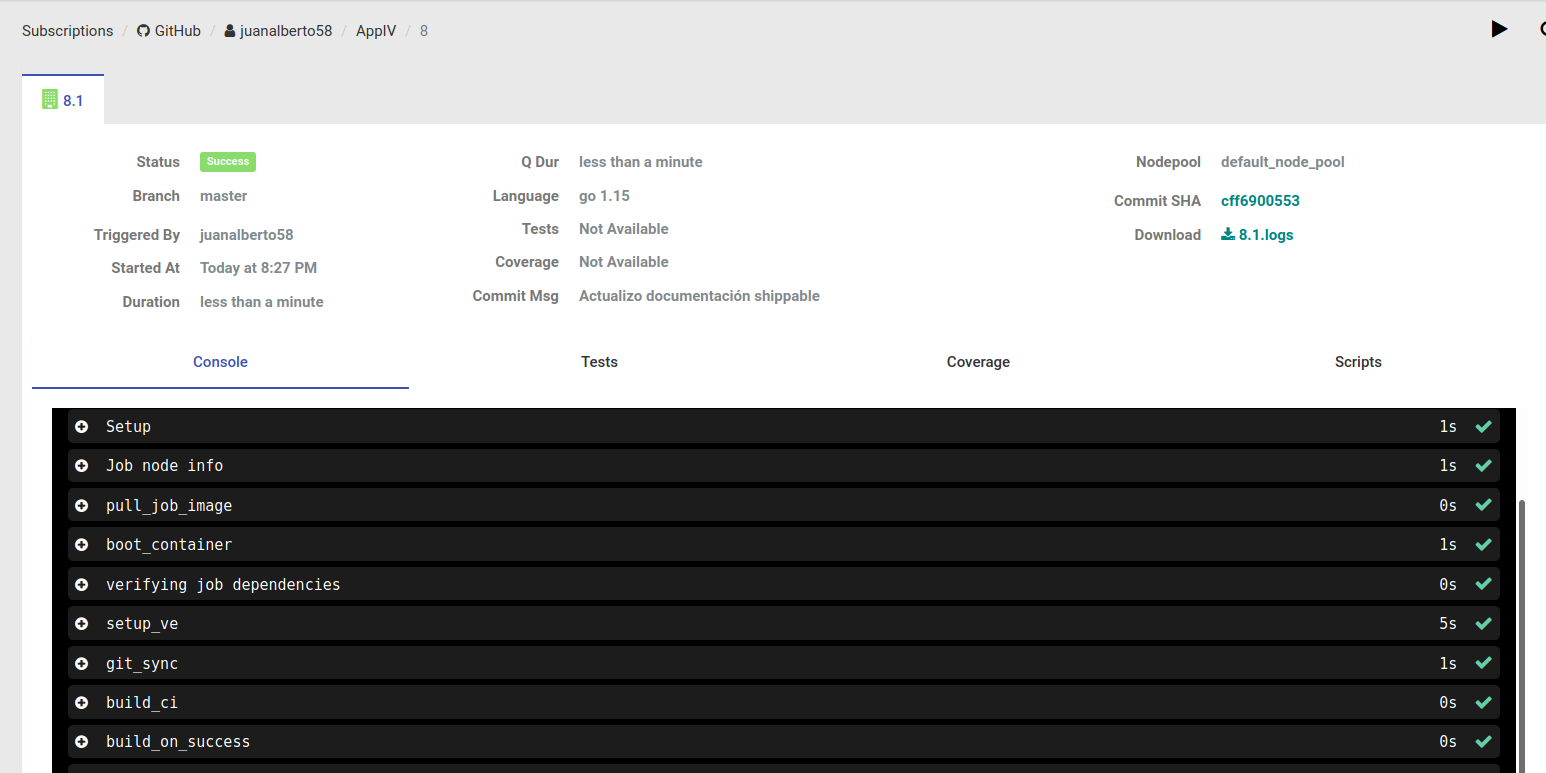 Subscriptions / GitHub / juanalberto58 / AppIV / 8
8.1
Status Success
Branch master
Triggered By juanalberto58
Started At Today at 8:27 PM
Duration less than a minute
Q Dur less than a minute
Language go 1.15
Tests Not Available
Coverage Not Available
Commit Msg Actualizo documentación shippable
Nodepool default_node_pool
Commit SHA cff6900553
Download 8.1.logs
Console Tests Coverage Scripts
Setup 1s
Job node info 1s
pull_job_image 0s
boot_container 1s
verifying job dependencies 0s
setup_ve 5s
git_sync 1s
build_ci 0s
build_on_success 0s